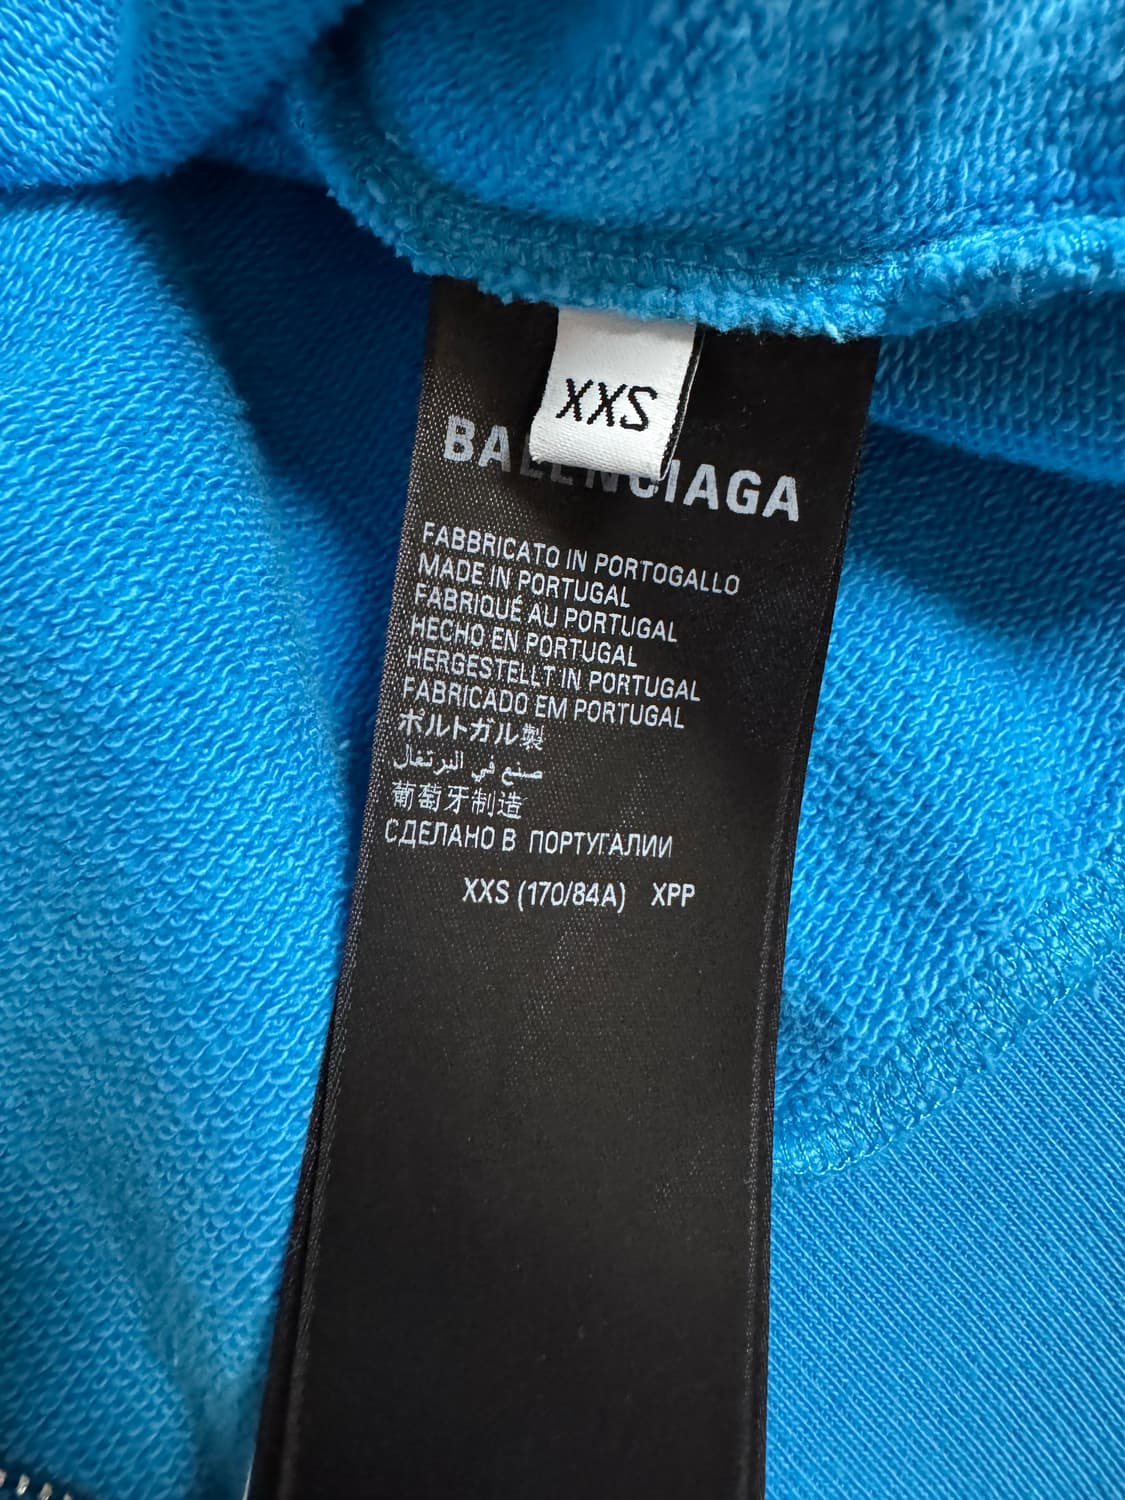 XXS
BALENCIAGA
FABBRICATO IN PORTOGALLO
MADE IN PORTUGAL
FABRIQUÉ AU PORTUGAL
HECHO EN PORTUGAL
HERGESTELLT IN PORTUGAL
FABRICADO EM PORTUGAL
ポルトガル製
صنع في البرتغال
葡萄牙制造
СДЕЛАНО В ПОРТУГАЛИИ
XXS (170/84A) XPP